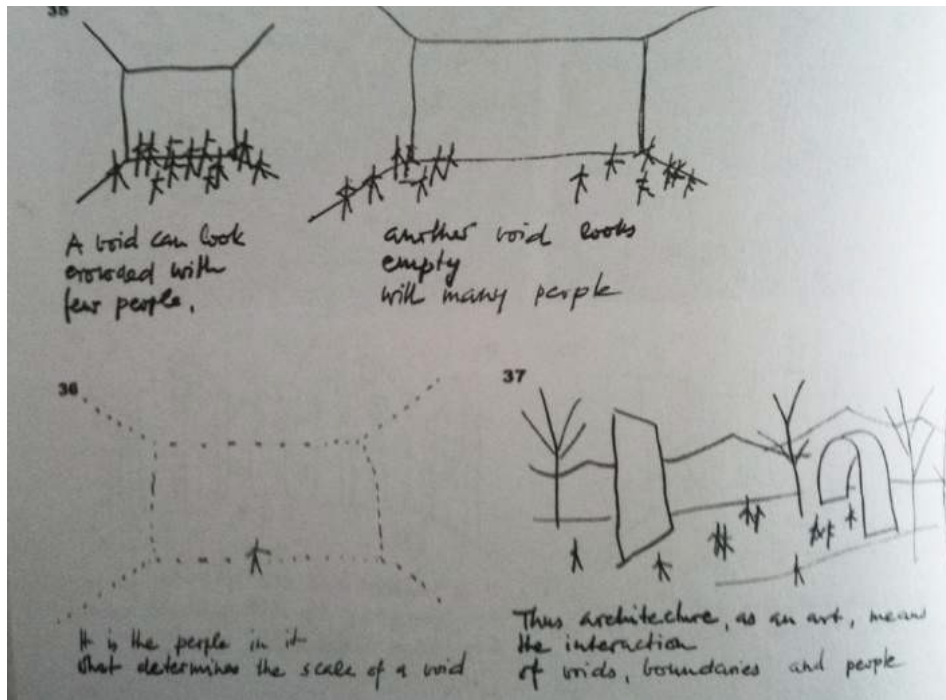 35
A void can look
crowded with
few people.
another void looks
empty
with many people
36
It is the people in it
that determines the scale of a void
37
Thus architecture, as an art, means
the interaction
of voids, boundaries and people